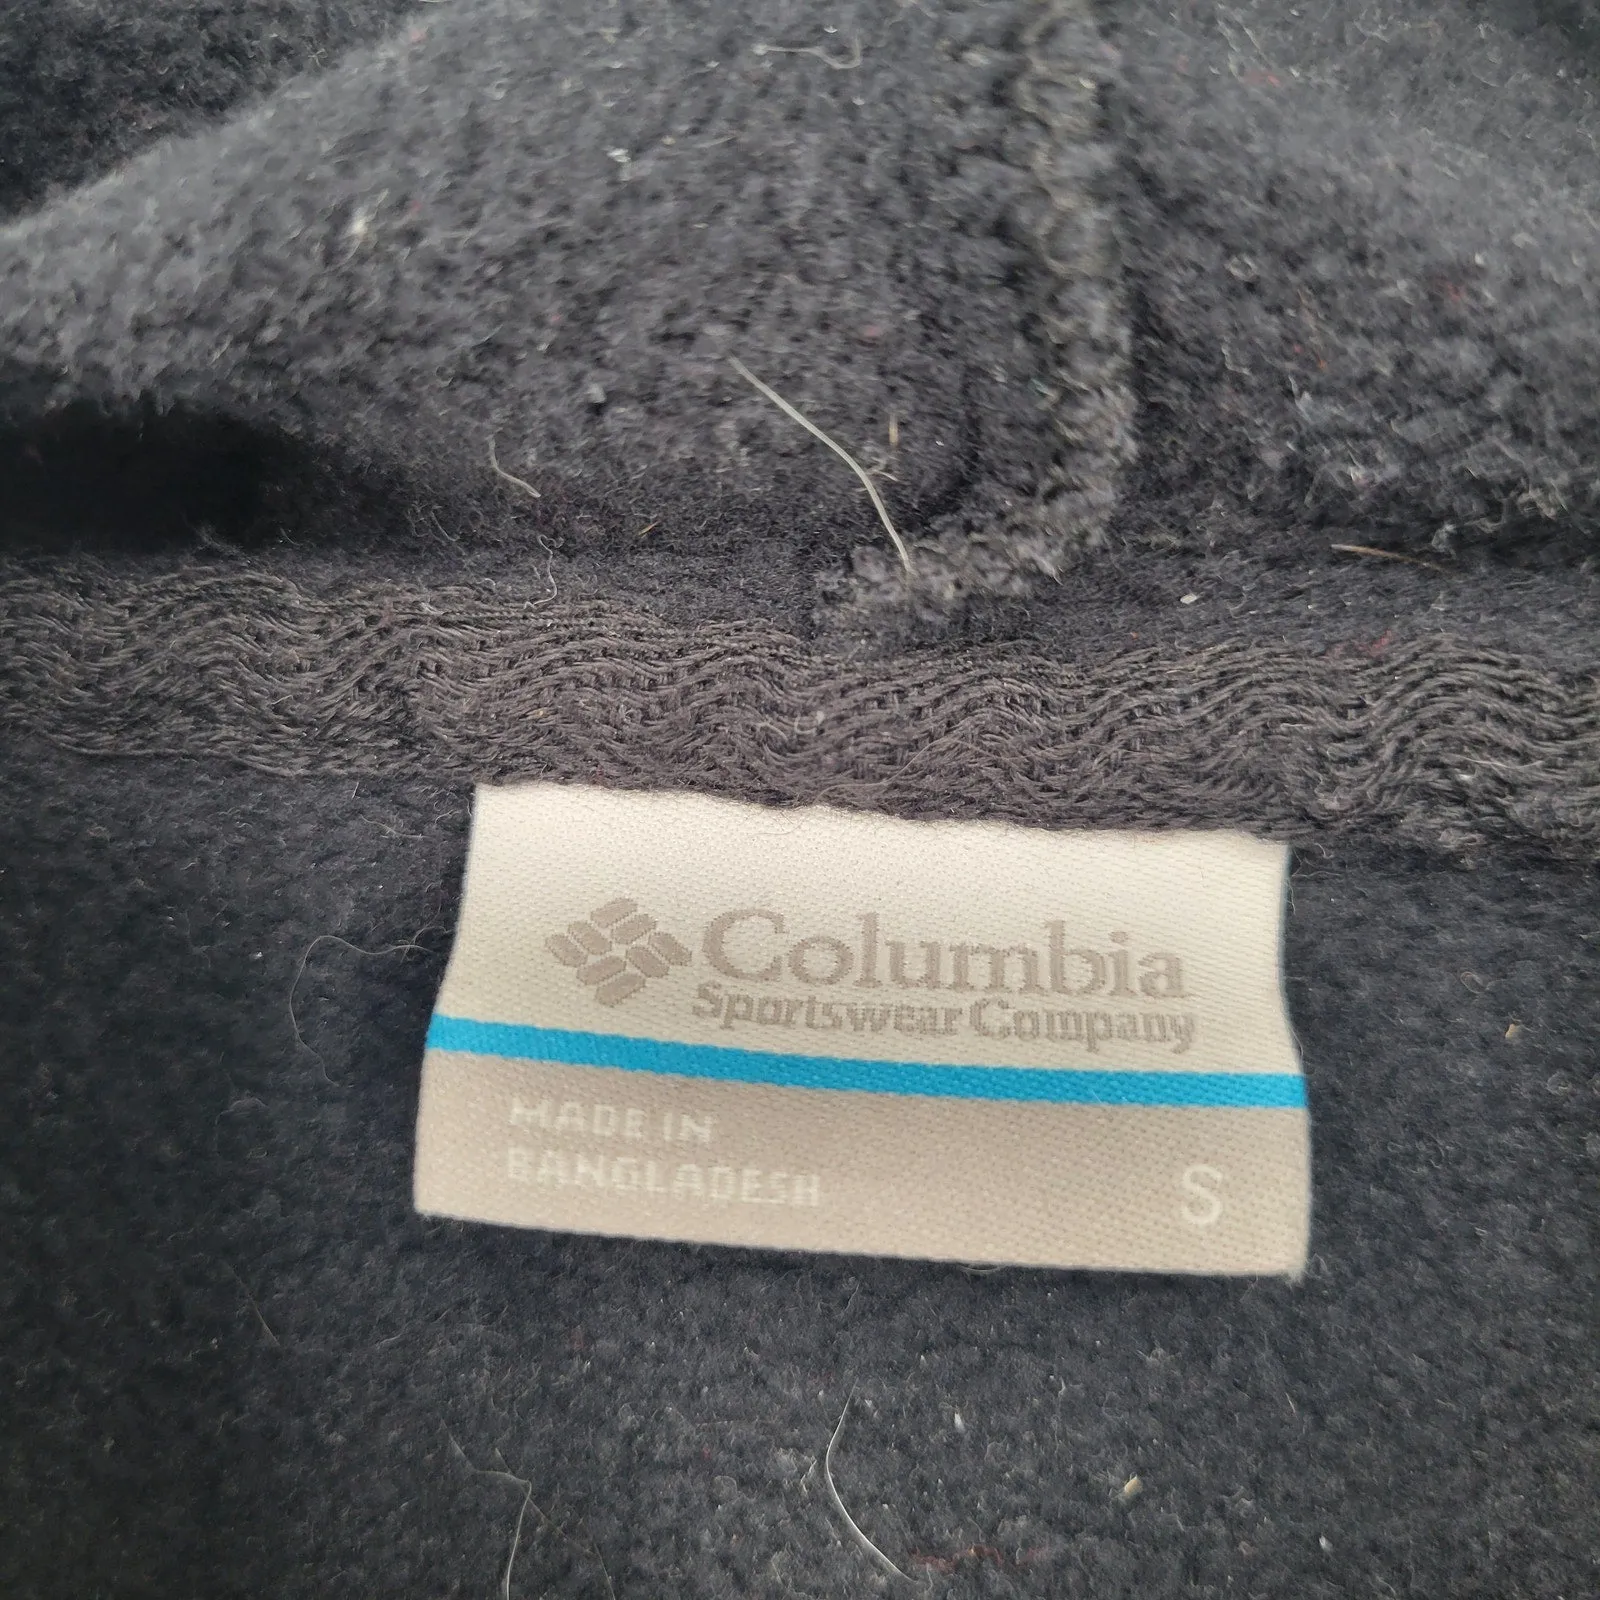 Columbia
Sportswear Company
MADE IN
BANGLADESH
S